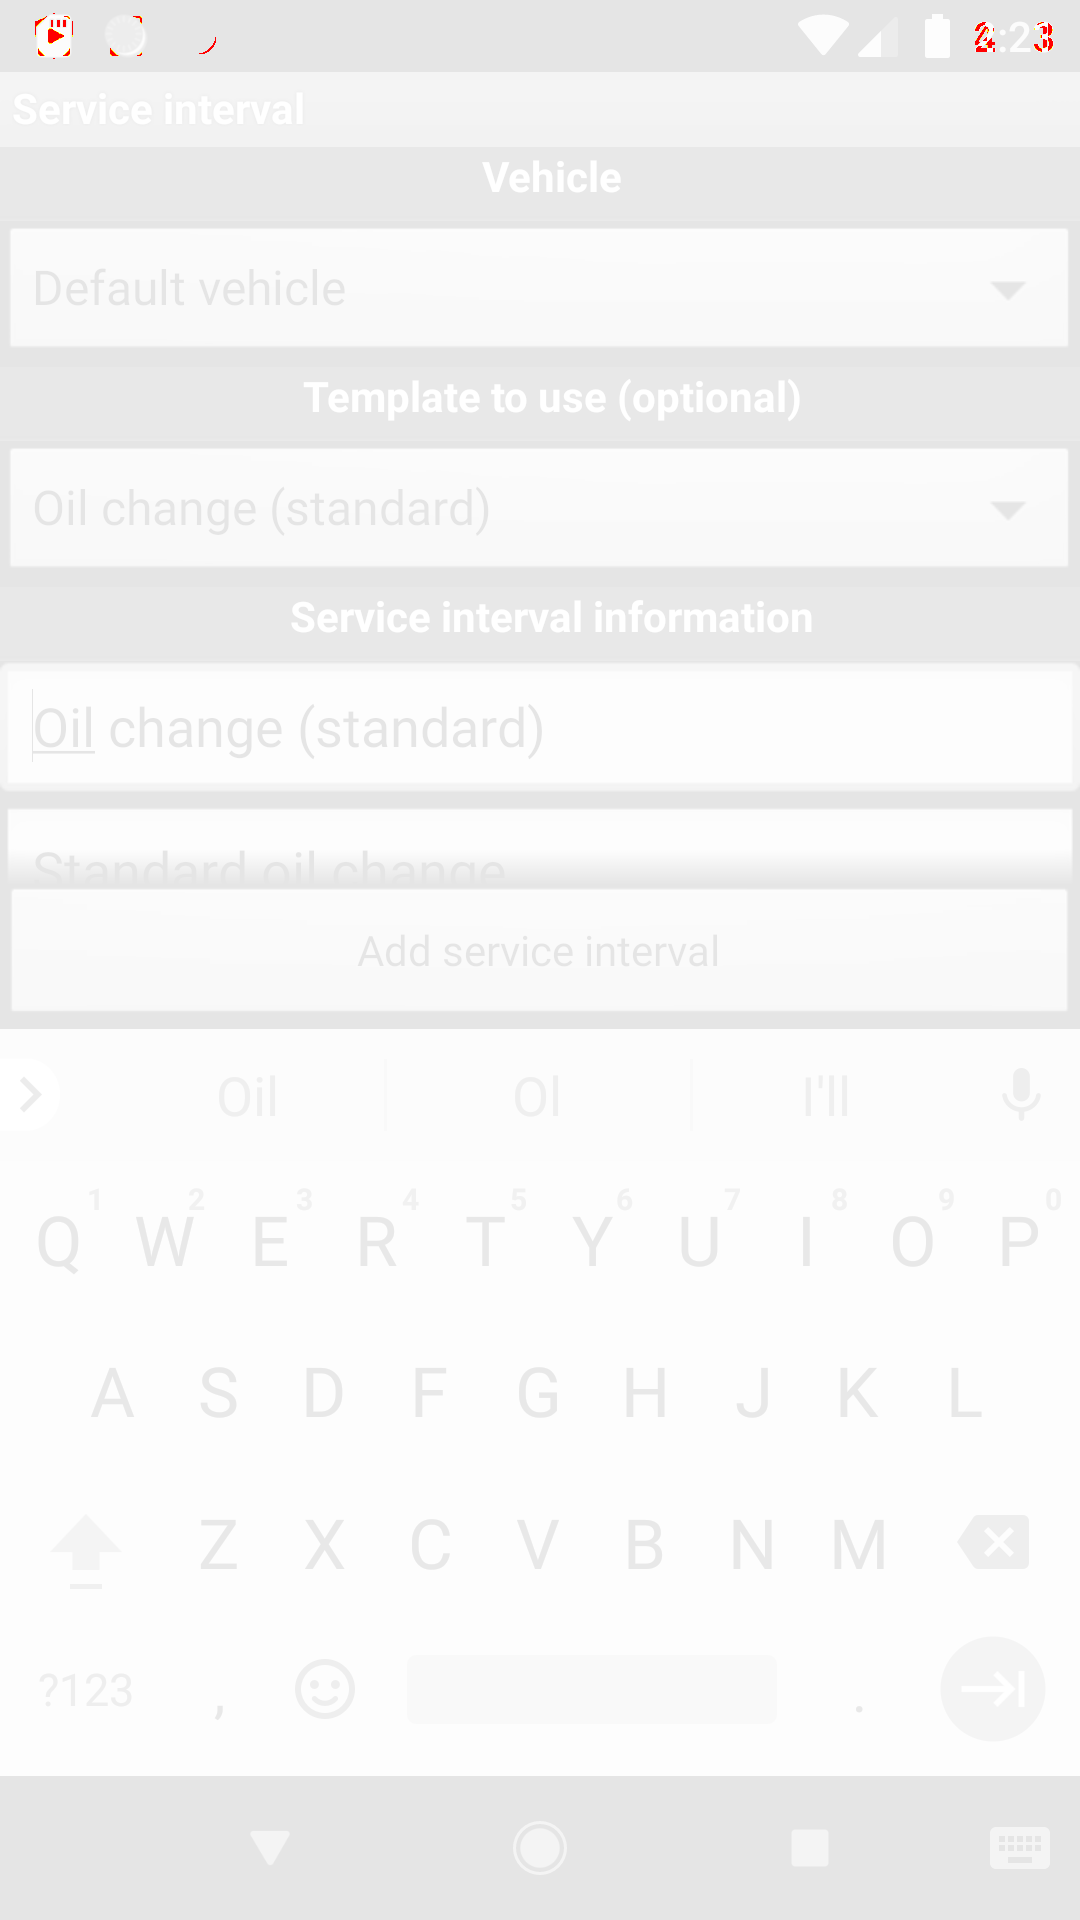 Service interval
Vehicle
Default vehicle
Template to use (optional)
Oil change (standard)
Service interval information
Oil change (standard)
Standard oil change
Add service interval
Oil Ol I'll
1 2 3 4 5 6 7 8 9 0
Q W E R T Y U I O P
A S D F G H J K L
Z X C V B N M
?123 , .